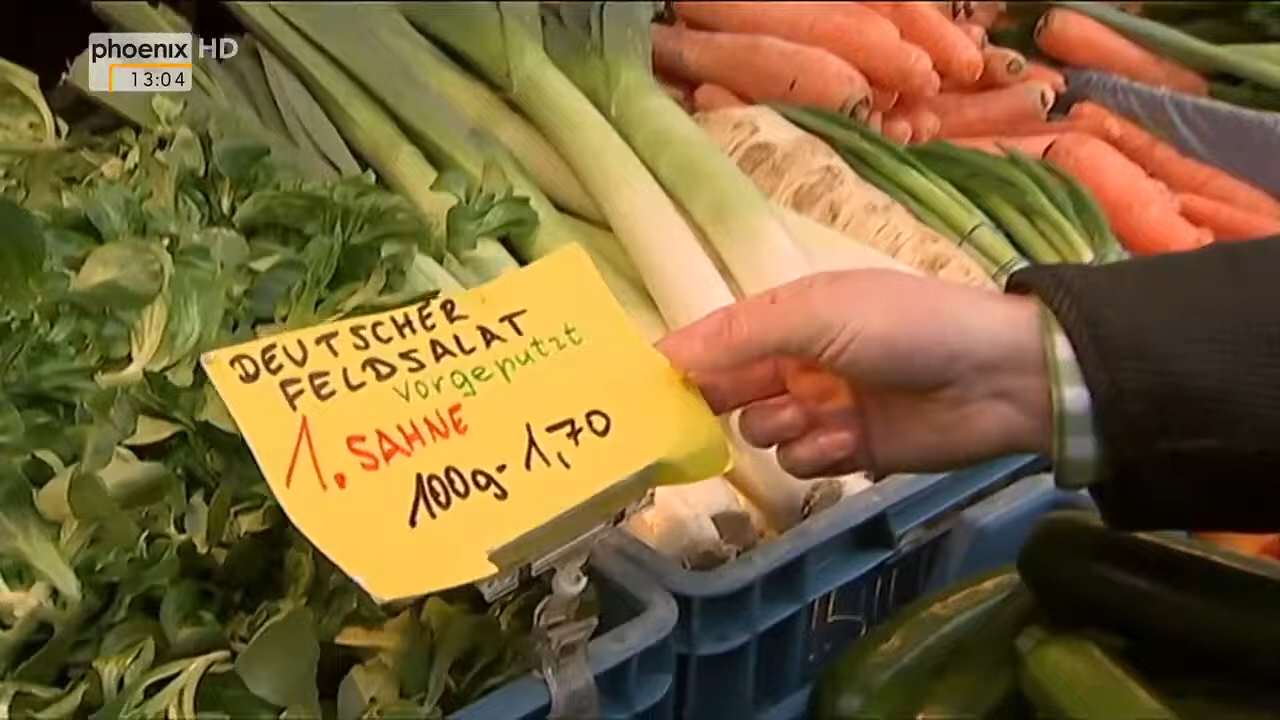 phoenix HD
13:04
DEUTSCHER
FELDSALAT
vorgeputzt
1. SAHNE
100g-1,70